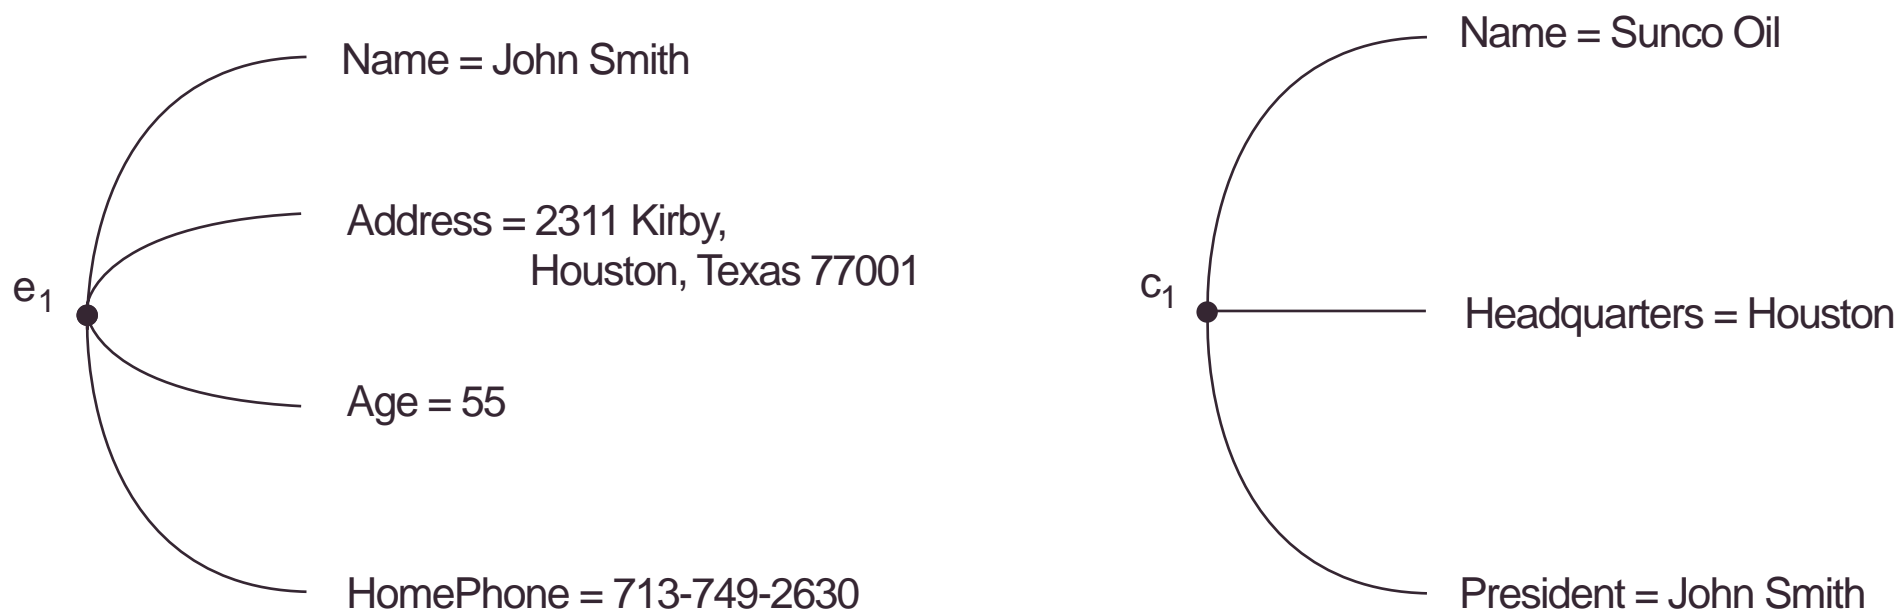 e1
Name = John Smith
Address = 2311 Kirby,
Houston, Texas 77001
Age = 55
HomePhone = 713-749-2630
c1
Name = Sunco Oil
Headquarters = Houston
President = John Smith